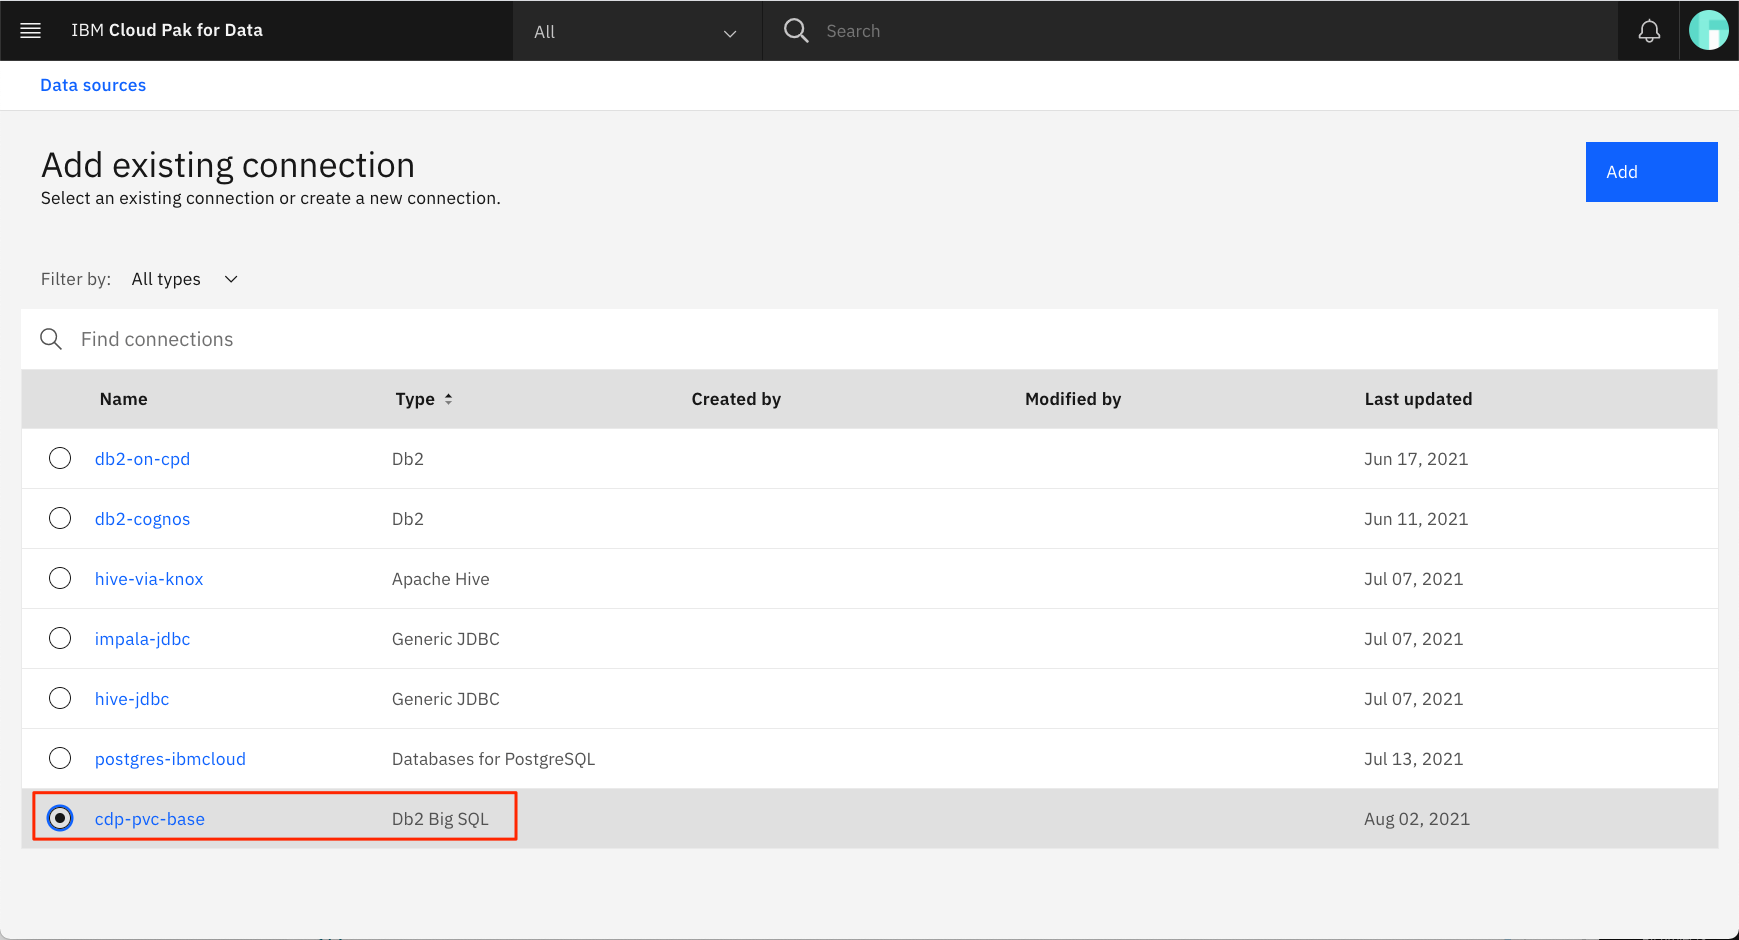 IBM Cloud Pak for Data All Search
Data sources
Add existing connection
Add
Select an existing connection or create a new connection.
Filter by: All types
Find connections
Name Type Created by Modified by Last updated
db2-on-cpd Db2 Jun 17, 2021
db2-cognos Db2 Jun 11, 2021
hive-via-knox Apache Hive Jul 07, 2021
impala-jdbc Generic JDBC Jul 07, 2021
hive-jdbc Generic JDBC Jul 07, 2021
postgres-ibmcloud Databases for PostgreSQL Jul 13, 2021
cdp-pvc-base Db2 Big SQL Aug 02, 2021